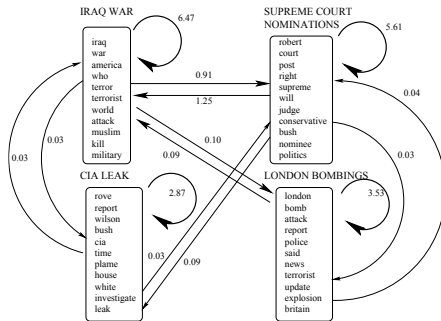 IRAQ WAR
iraq
war
america
who
terror
terrorist
world
attack
muslim
kill
military
6.47
SUPREME COURT
NOMINATIONS
robert
court
post
right
supreme
will
judge
conservative
bush
nominee
politics
5.61
0.91
1.25
0.04
0.03
0.03
0.10
0.09
0.03
CIA LEAK
rove
report
wilson
bush
cia
time
plame
house
white
investigate
leak
2.87
0.03
0.09
LONDON BOMBINGS
london
bomb
attack
report
police
said
news
terrorist
update
explosion
britain
3.53